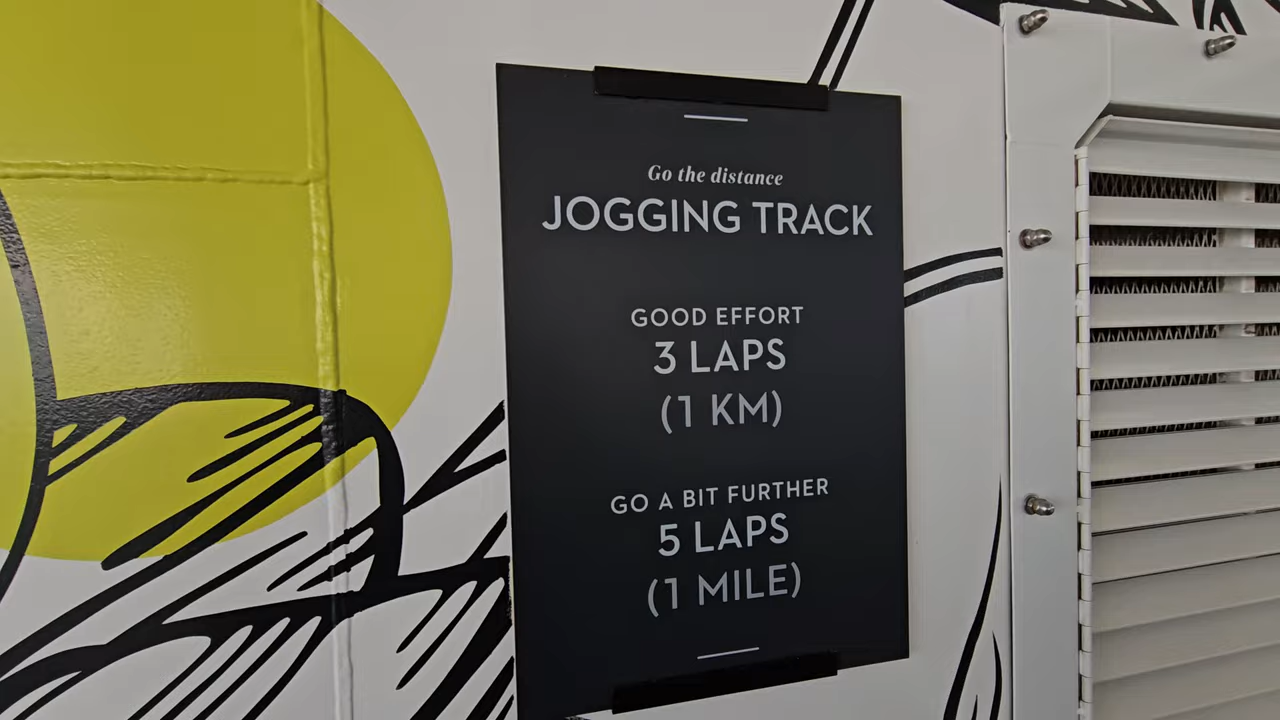 Go the distance
JOGGING TRACK
GOOD EFFORT
3 LAPS
(1 KM)
GO A BIT FURTHER
5 LAPS
(1 MILE)